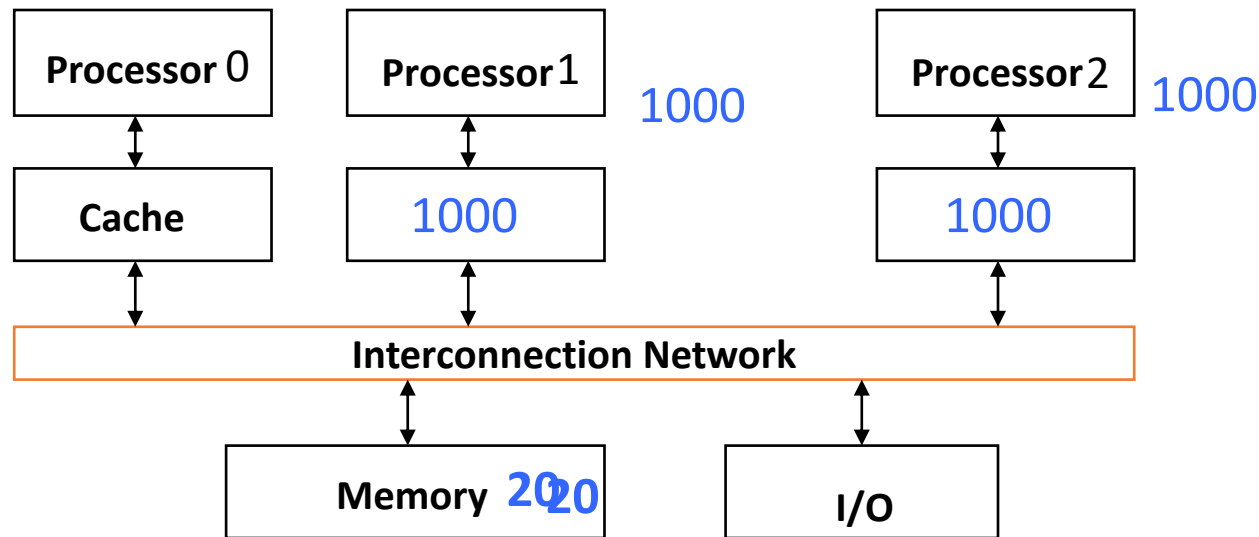 Processor 0
Processor 1
1000
Processor 2
1000
Cache
1000
1000
Interconnection Network
Memory 20 20
I/O